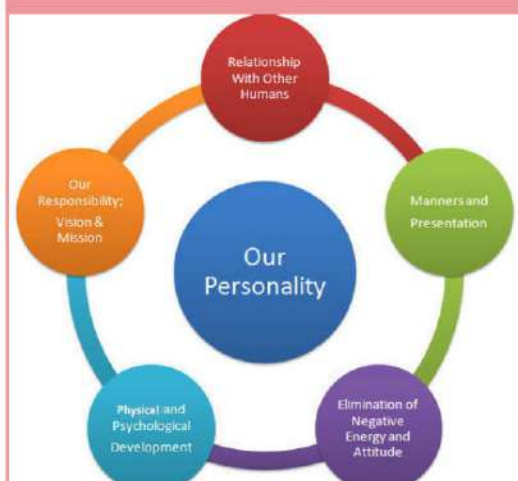 Relationship
With Other
Humans
Our
Responsibility;
Vision &
Mission
Manners and
Presentation
Our
Personality
Physical and
Psychological
Development
Elimination of
Negative
Energy and
Attitude